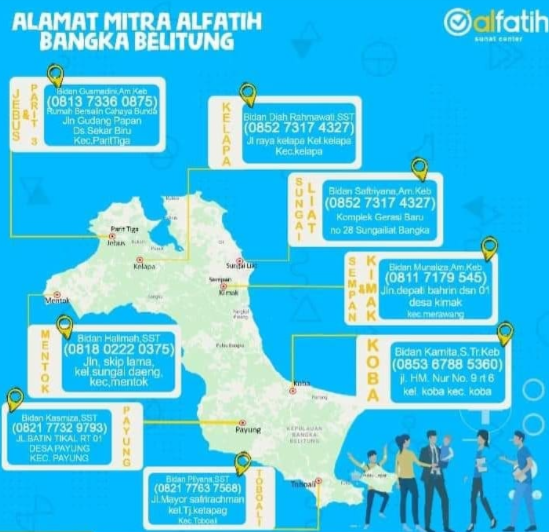 ALAMAT MITRA ALFATIH
BANGKA BELITUNG
alfatih
sunat center
JEBUS
&
PARIT 3
Bidan Gusmedini,Am.Keb
(0813 7336 0875)
Rumah Bersalin Cahaya Bunda
Jln Gudang Papan
Ds.Sekar Biru
Kec,ParitTiga
KELAPA
Bidan Diah Rahmawati,SST
(0852 7317 4327)
Jl raya kelapa Kel.kelapa
Kec.kelapa
SUNGAI
LIAT
Bidan Safriyana,Am.Keb
(0852 7317 4327)
Komplek Gerasi Baru
no 28 Sungailiat Bangka
SEMPAN
&
KIMAK
Bidan Munaliza,Am.Keb
(0811 7179 545)
Jln.depati bahrin dsn 01
desa kimak
kec.merawang
MENTOK
Bidan Halimah,SST
(0818 0222 0375)
Jln, skip lama,
kel.sungai daeng,
kec,mentok
KOBA
Bidan Kamita,S.Tr.Keb
(0853 6788 5360)
jl. HM. Nur No. 9 rt 6
kel. koba kec. koba
PAYUNG
Bidan Kasmiza,SST
(0821 7732 9793)
JL.BATIN TIKAL RT 01
DESA PAYUNG
KEC. PAYUNG
TOBOALI
(0821 7763 7568)
Jl.Mayor safrirachman
kel.Tj.ketapag
Kec.Toboali
Parit Tiga
Jebus
Kelapa
Sungai Liat
Sempan
Kimak
Mentok
Koba
Payung
KEPULAUAN
BANGKA
BELITUNG
Toboali